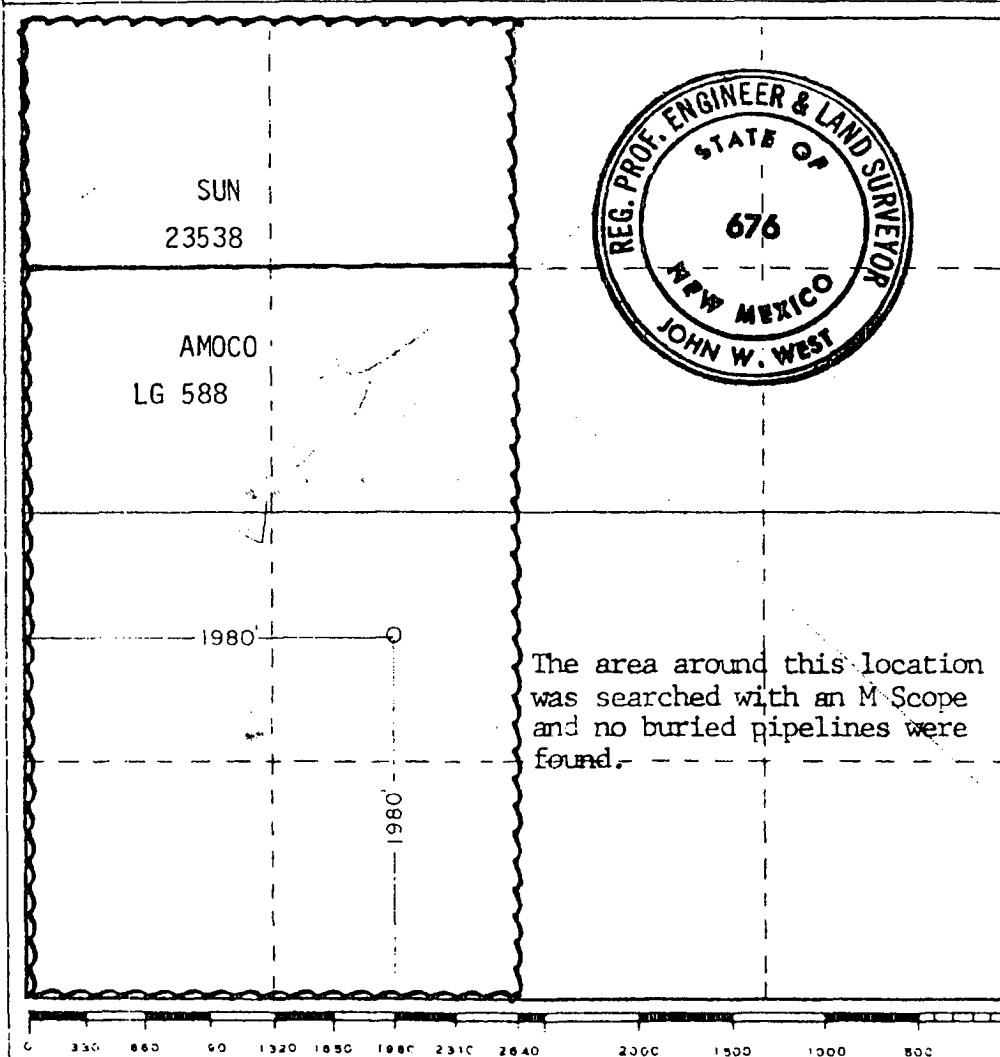 SUN
23538
AMOCO
LG 588
REG. PROF. ENGINEER & LAND SURVEYOR
STATE OF
676
NEW MEXICO
JOHN W. WEST
1980'
The area around this location
was searched with an M Scope
and no buried pipelines were
found.
1980'
0 330 660 90 1320 1650 1980 2310 2640 2000 1500 1000 500